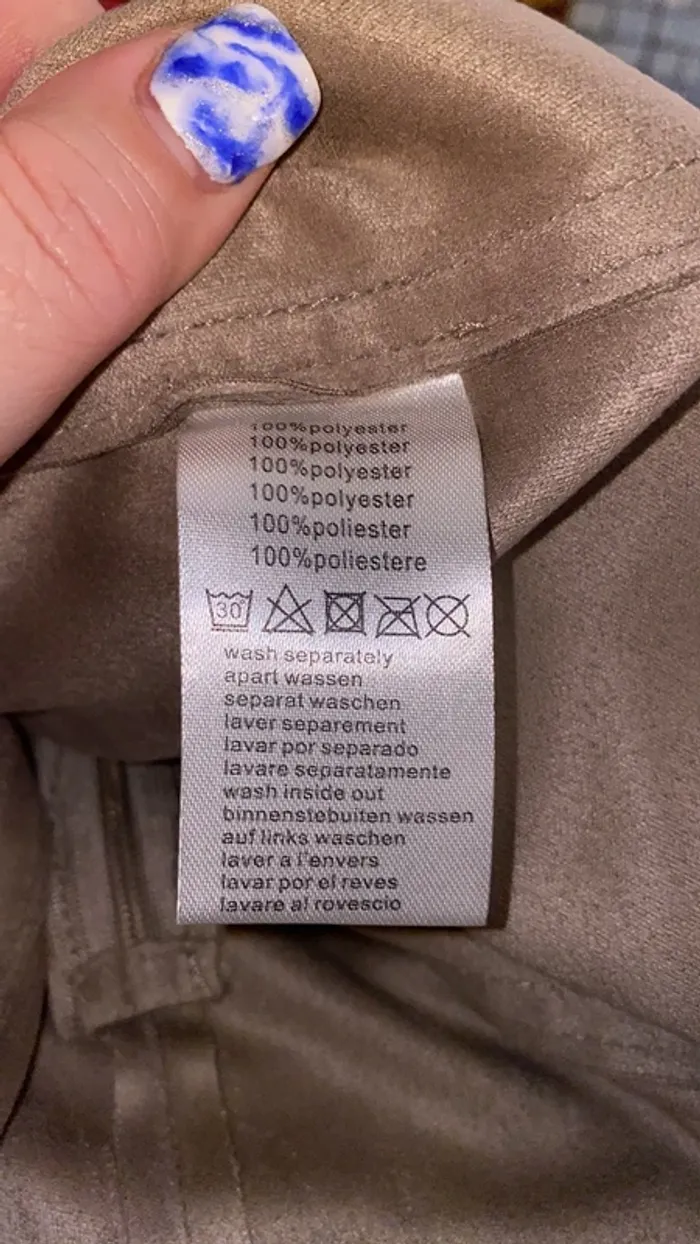 100%polyester
100%polyester
100%polyester
100%polyester
100%poliester
100%poliestere
30
wash separately
apart wassen
separat waschen
laver separement
lavar por separado
lavare separatamente
wash inside out
binnenstebuiten wassen
auf links waschen
laver a l'envers
lavar por el reves
lavare al rovescio